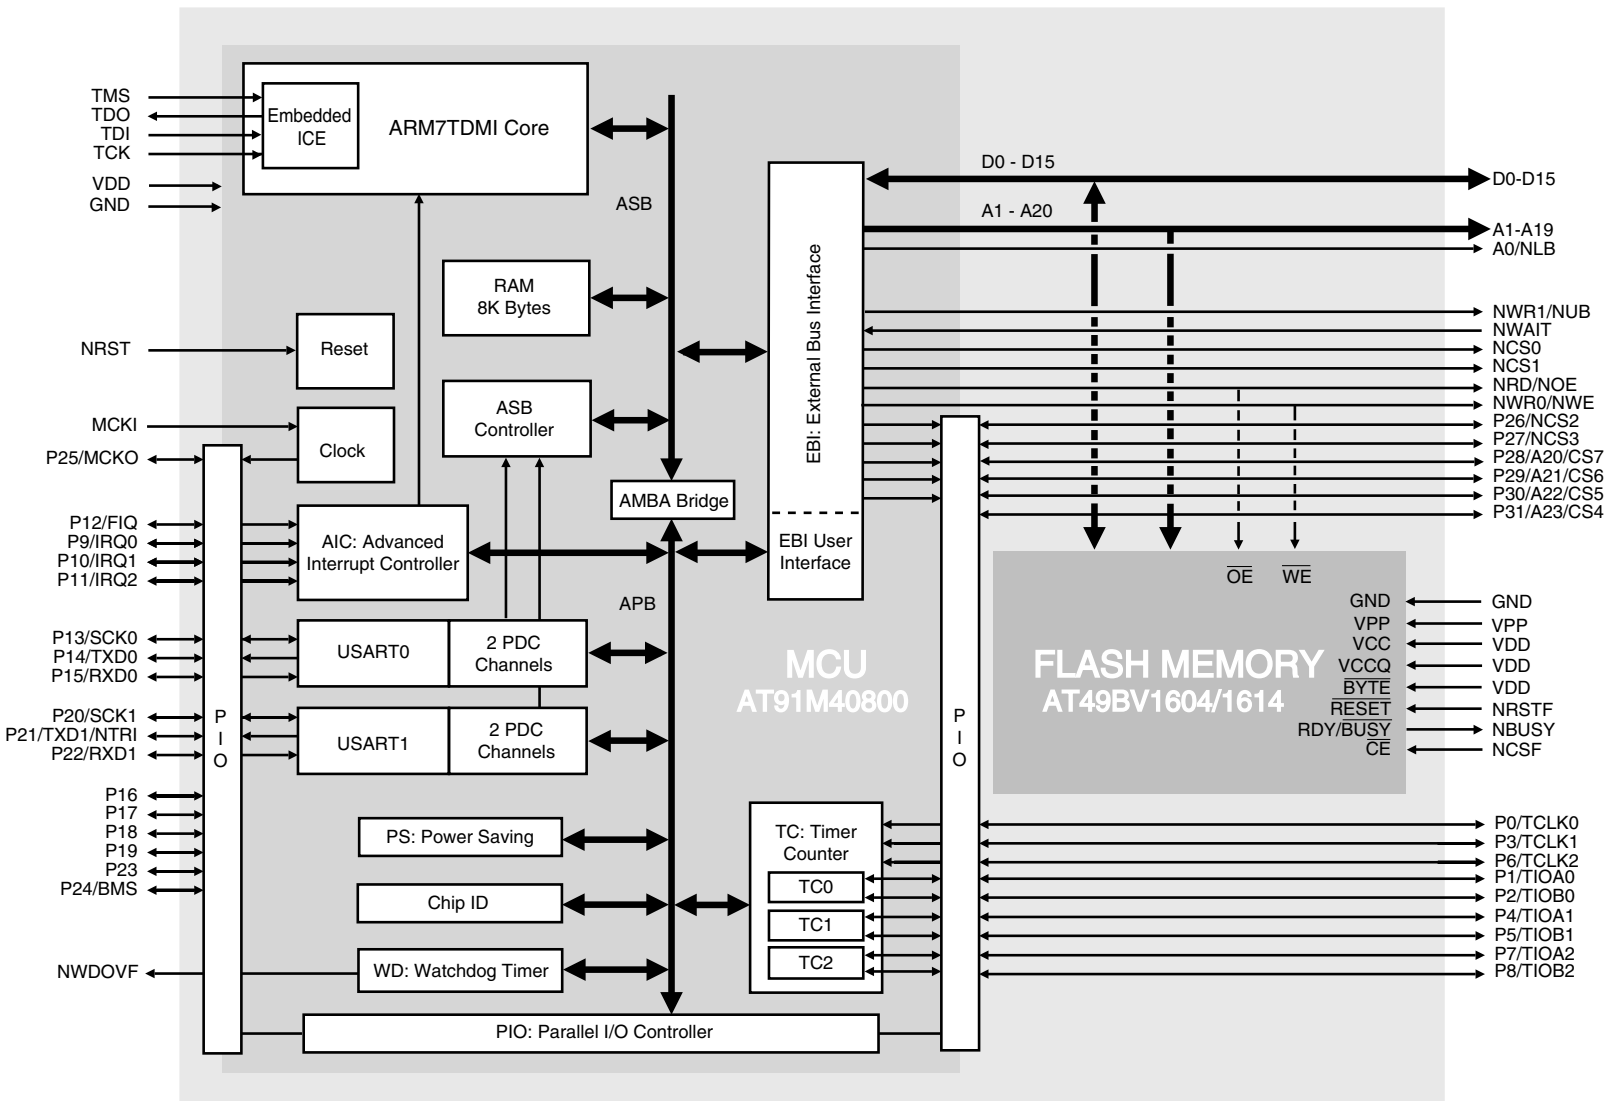 TMS
TDO
TDI
TCK
VDD
GND
NRST
MCKI
P25/MCKO
P12/FIQ
P9/IRQ0
P10/IRQ1
P11/IRQ2
P13/SCK0
P14/TXD0
P15/RXD0
P20/SCK1
P21/TXD1/NTRI
P22/RXD1
P16
P17
P18
P19
P23
P24/BMS
NWDOVF
P
I
O
Embedded
ICE
ARM7TDMI Core
ASB
RAM
8K Bytes
Reset
ASB
Controller
Clock
AMBA Bridge
AIC: Advanced
Interrupt Controller
APB
USART0
2 PDC
Channels
USART1
2 PDC
Channels
PS: Power Saving
Chip ID
WD: Watchdog Timer
PIO: Parallel I/O Controller
EBI: External Bus Interface
EBI User
Interface
MCU
AT91M40800
TC: Timer
Counter
TC0
TC1
TC2
P
I
O
D0 - D15
A1 - A20
OE
WE
FLASH MEMORY
AT49BV1604/1614
GND
VPP
VCC
VCCQ
BYTE
RESET
RDY/BUSY
CE
D0-D15
A1-A19
A0/NLB
NWR1/NUB
NWAIT
NCS0
NCS1
NRD/NOE
NWR0/NWE
P26/NCS2
P27/NCS3
P28/A20/CS7
P29/A21/CS6
P30/A22/CS5
P31/A23/CS4
GND
VPP
VDD
VDD
VDD
NRSTF
NBUSY
NCSF
P0/TCLK0
P3/TCLK1
P6/TCLK2
P1/TIOA0
P2/TIOB0
P4/TIOA1
P5/TIOB1
P7/TIOA2
P8/TIOB2